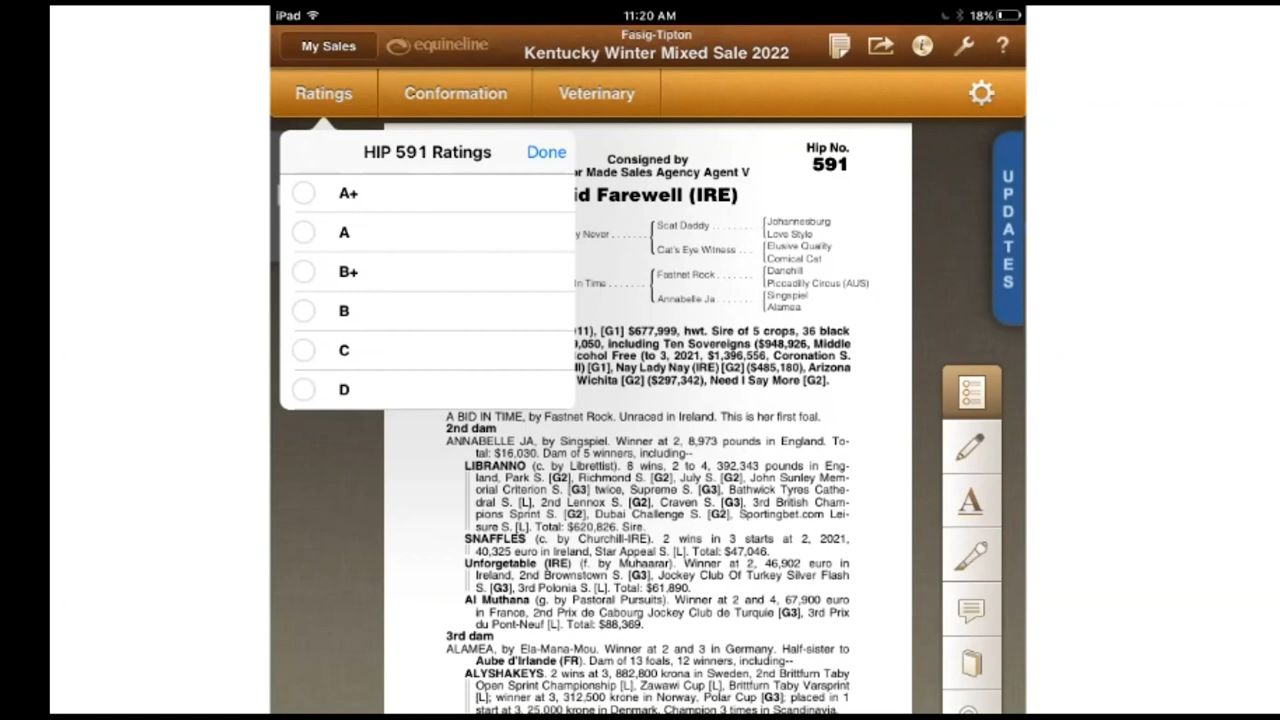 iPad 11:20 AM 18%
Fasig-Tipton
My Sales equineline Kentucky Winter Mixed Sale 2022 ?
Ratings Conformation Veterinary
HIP 591 Ratings Done
A+
A
B+
B
C
D
Hip No.
591
Consigned by
r Made Sales Agency Agent V
id Farewell (IRE)
y Never
Scat Daddy
Cat's Eye Witness
Johannesburg
Love Style
Elusive Quality
Comical Cat
In Time
Fastnet Rock
Annabelle Ja
Danehill
Piccadilly Circus (AUS)
Singspiel
Alamea
11), [G1] $677,999, hwt. Sire of 5 crops, 36 black
,050, including Ten Sovereigns ($948,926, Middle
cohol Free (to 3, 2021, $1,396,556, Coronation S.
[G1], Nay Lady Nay (IRE) [G2] ($485,180), Arizona
Wichita [G2] ($297,342), Need I Say More [G2].
A BID IN TIME, by Fastnet Rock. Unraced in Ireland. This is her first foal.
2nd dam
ANNABELLE JA, by Singspiel. Winner at 2, 8,973 pounds in England. To-
tal: $16,030. Dam of 5 winners, including--
LIBRANNO (c. by Librettist). 8 wins, 2 to 4, 392,343 pounds in Eng-
land, Park S. [G2], Richmond S. [G2], July S. [G2], John Sunley Mem-
orial Criterion S. [G3] twice, Supreme S. [G3], Bathwick Tyres Cathe-
dral S. [L], 2nd Lennox S. [G2], Craven S. [G3], 3rd British Cham-
pions Sprint S. [G2], Dubai Challenge S. [G2], Sportingbet.com Lei-
sure S. [L]. Total: $620,826. Sire.
SNAFFLES (c. by Churchill-IRE). 2 wins in 3 starts at 2, 2021,
40,325 euro in Ireland, Star Appeal S. [L]. Total: $47,046.
Unforgetable (IRE) (f. by Muhaarar). Winner at 2, 46,902 euro in
Ireland, 2nd Brownstown S. [G3], Jockey Club Of Turkey Silver Flash
S. [G3], 3rd Polonia S. [L]. Total: $61,890.
Al Muthana (g. by Pastoral Pursuits). Winner at 2 and 4, 67,900 euro
in France, 2nd Prix de Cabourg Jockey Club de Turquie [G3], 3rd Prix
du Pont-Neuf [L]. Total: $88,369.
3rd dam
ALAMEA, by Ela-Mana-Mou. Winner at 2 and 3 in Germany. Half-sister to
Aube d'Irlande (FR). Dam of 13 foals, 12 winners, including--
ALYSHAKEYS. 2 wins at 3, 882,800 krona in Sweden, 2nd Brittfurn Taby
Open Sprint Championship [L], Zawawi Cup [L], Brittfurn Taby Varsprint
[L]; winner at 3, 312,500 krone in Norway, Polar Cup [G3]; placed in 1
start at 3, 25,000 krone in Denmark. Champion 3 times in Scandinavia.
UPDATES
A